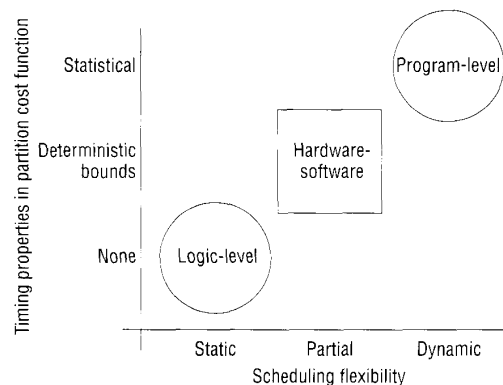 Timing properties in partition cost function
Statistical
Program-level
Deterministic
bounds
Hardware-
software
None
Logic-level
Static
Partial
Dynamic
Scheduling flexibility